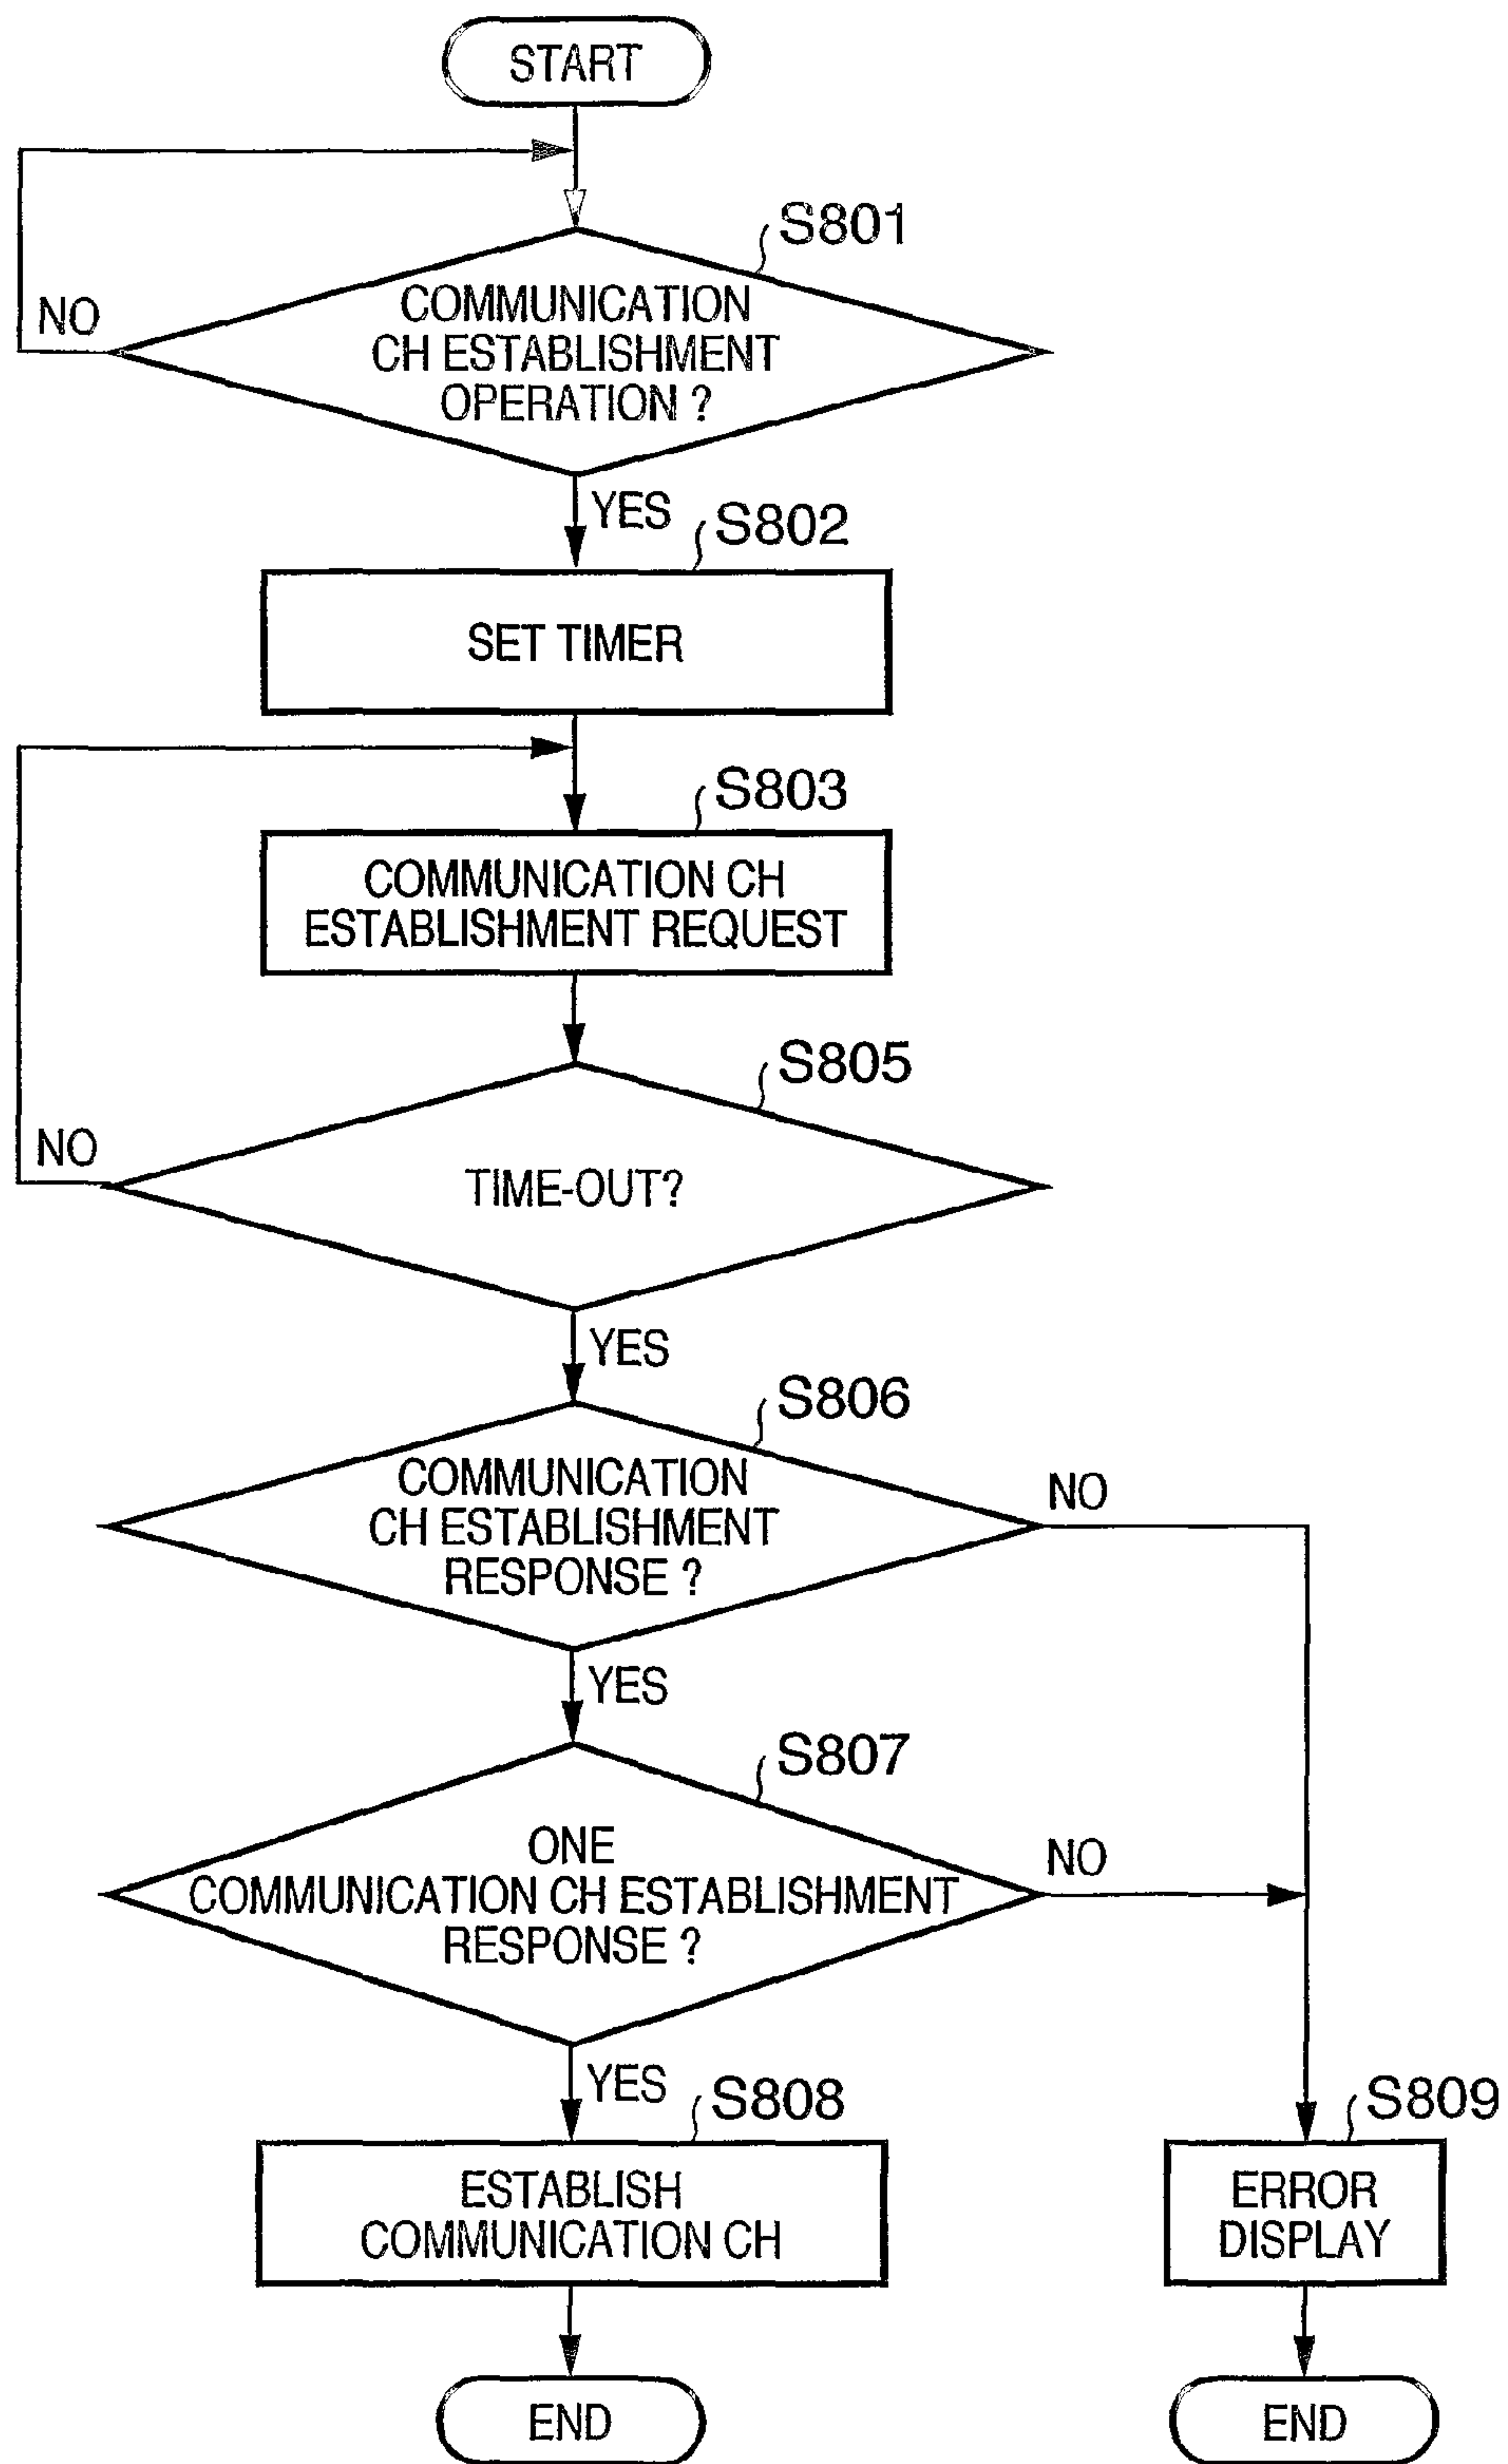 START
S801
COMMUNICATION
CH ESTABLISHMENT
OPERATION ?
NO
YES
S802
SET TIMER
S803
COMMUNICATION CH
ESTABLISHMENT REQUEST
S805
TIME-OUT?
NO
YES
S806
COMMUNICATION
CH ESTABLISHMENT
RESPONSE ?
NO
YES
S807
ONE
COMMUNICATION CH ESTABLISHMENT
RESPONSE ?
NO
YES
S808
ESTABLISH
COMMUNICATION CH
S809
ERROR
DISPLAY
END
END